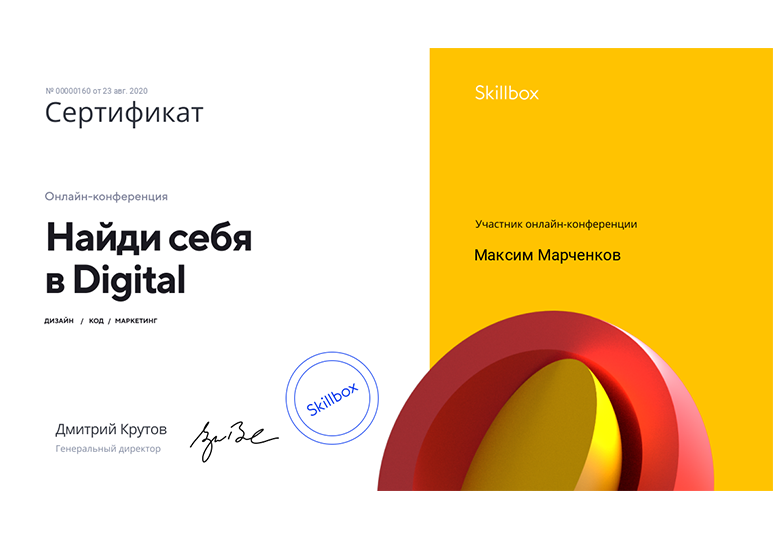 № 00000160 от 23 авг. 2020
Сертификат
Skillbox
Онлайн-конференция
Найди себя
в Digital
ДИЗАЙН / КОД / МАРКЕТИНГ
Участник онлайн-конференции
Максим Марченков
Skillbox
Дмитрий Крутов
Генеральный директор